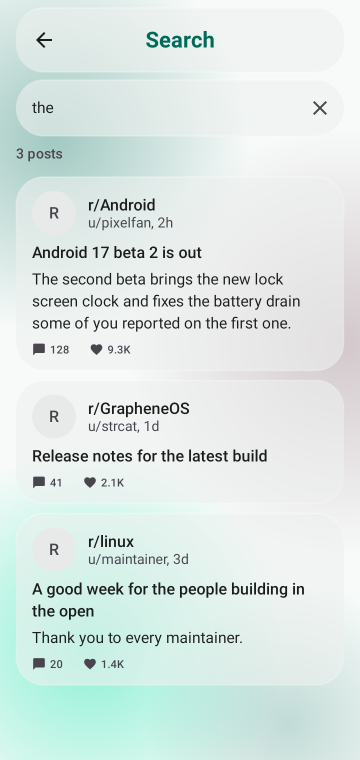 Search
the
3 posts
R
r/Android
u/pixelfan, 2h
Android 17 beta 2 is out
The second beta brings the new lock
screen clock and fixes the battery drain
some of you reported on the first one.
128 9.3K
R
r/GrapheneOS
u/strcat, 1d
Release notes for the latest build
41 2.1K
R
r/linux
u/maintainer, 3d
A good week for the people building in
the open
Thank you to every maintainer.
20 1.4K